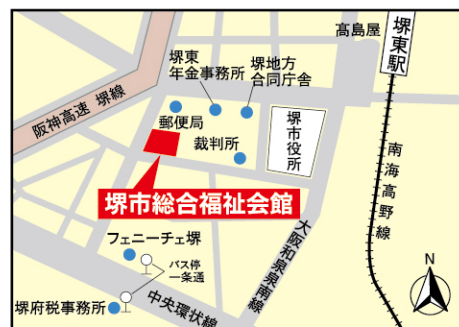 髙島屋
堺東駅
堺東
年金事務所
堺地方
合同庁舎
阪神高速 堺線
郵便局
裁判所
堺市役所
南海高野線
堺市総合福祉会館
フェニーチェ堺
バス停
一条通
大阪和泉泉南線
堺府税事務所
中央環状線
N